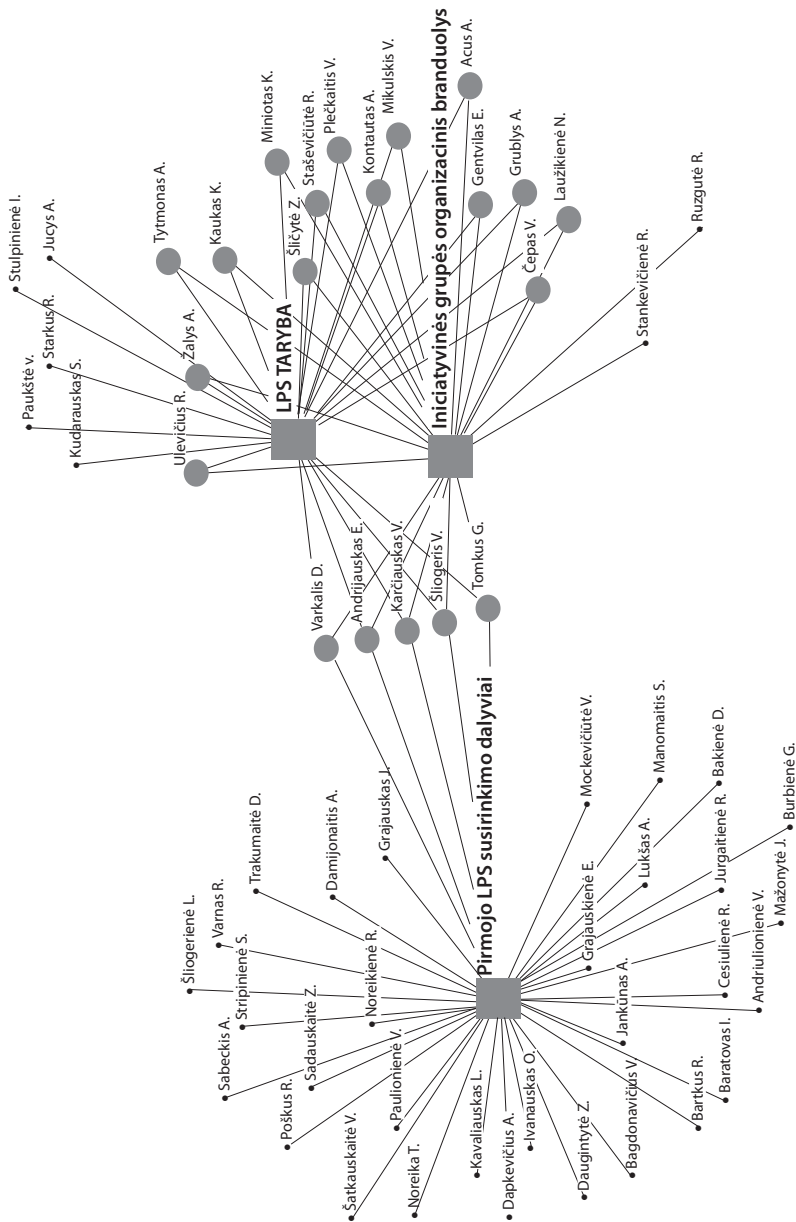 Stulpinienė I.
Jucys A.
Starkus R.
Paukštė v.
Kudarauskas S.
Tytmonas A.
Kaukas K.
Žalys A.
Ulevičius R.
LPS TARYBA
Miniotas K.
Staševičiūtė R.
Šličytė Z.
Plečkaitis V.
Kontautas A.
Mikulskis V.
Iniciatyvinės grupės organizacinis branduolys
Acus A.
Gentvilas E.
Grublys A.
Laužikienė N.
Čepas V.
Ruzgutė R.
Stankevičienė R.
Varkalis D.
Andrijauskas E.
Karčiauskas V.
Šliogeris V.
Tomkus G.
Pirmojo LPS susirinkimo dalyviai
Šliogerienė L.
Varnas R.
Trakumaitė D.
Damijonaitis A.
Grajauskas J.
Stripinienė S.
Sabeckis A.
Sadauskaitė Z.
Noreikienė R.
Poškus R.
Paulionienė V.
Šatkauskaitė V.
Noreika T.
Kavaliauskas L.
Dapkevičius A.
Ivanauskas O.
Daugintytė Z.
Bagdonavičius V.
Jankūnas A.
Bartkus R.
Baratovas I.
Andriulionienė V.
Cesiulienė R.
Mažonytė J.
Burbienė G.
Jurgaitienė R.
Bakienė D.
Lukšas A.
Grajauskienė E.
Manomaitis S.
Mockevičiūtė V.